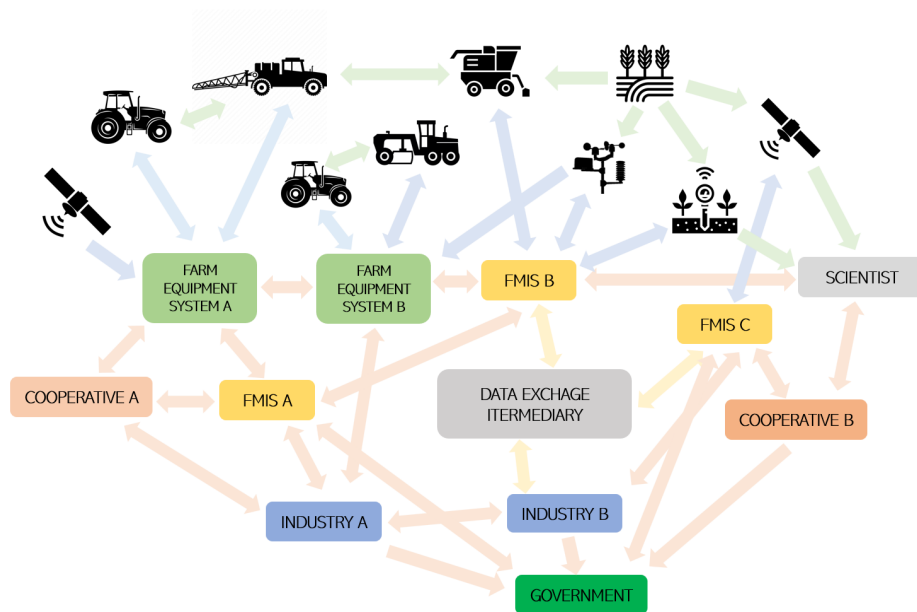 FARM
EQUIPMENT
SYSTEM A
FARM
EQUIPMENT
SYSTEM B
FMIS B
SCIENTIST
FMIS C
COOPERATIVE A
FMIS A
DATA EXCHAGE
ITERMEDIARY
COOPERATIVE B
INDUSTRY A
INDUSTRY B
GOVERNMENT